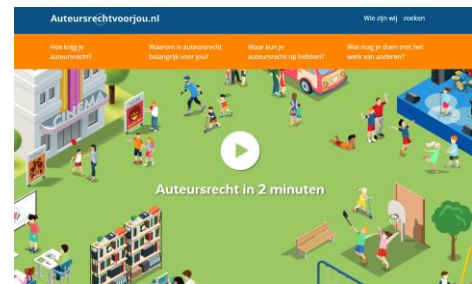 Auteursrechtvoorjou.nl
Wie zijn wij zoeken
Hoe krijg je
auteursrecht?
Waarom is auteursrecht
belangrijk voor jou?
Waar kun je
auteursrecht op hebben?
Wat mag je doen met het
werk van anderen?
CINEMA
Auteursrecht in 2 minuten